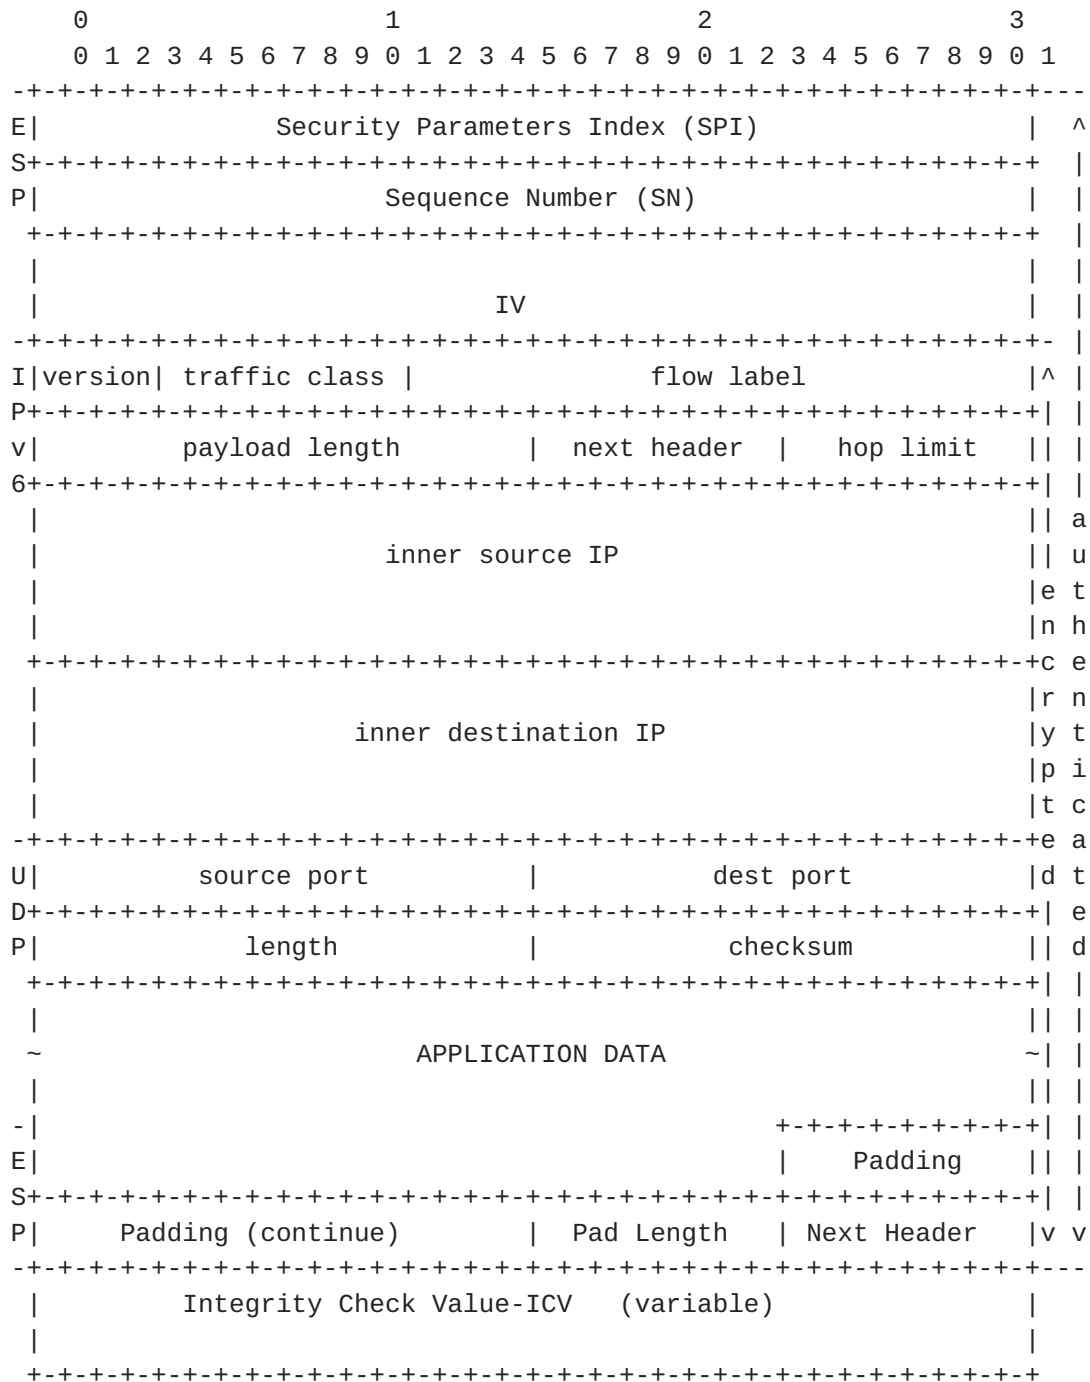 0                   1                   2                   3
    0 1 2 3 4 5 6 7 8 9 0 1 2 3 4 5 6 7 8 9 0 1 2 3 4 5 6 7 8 9 0 1
-+-+-+-+-+-+-+-+-+-+-+-+-+-+-+-+-+-+-+-+-+-+-+-+-+-+-+-+-+-+-+-+-+---
E|               Security Parameters Index (SPI)                 |  ^
S+-+-+-+-+-+-+-+-+-+-+-+-+-+-+-+-+-+-+-+-+-+-+-+-+-+-+-+-+-+-+-+-+  |
P|                      Sequence Number (SN)                     |  |
 +-+-+-+-+-+-+-+-+-+-+-+-+-+-+-+-+-+-+-+-+-+-+-+-+-+-+-+-+-+-+-+-+  |
 |                                                               |  |
 |                             IV                                |  |
-+-+-+-+-+-+-+-+-+-+-+-+-+-+-+-+-+-+-+-+-+-+-+-+-+-+-+-+-+-+-+-+-+- |
I|version| traffic class |               flow label              |^ |
P+-+-+-+-+-+-+-+-+-+-+-+-+-+-+-+-+-+-+-+-+-+-+-+-+-+-+-+-+-+-+-+-+| |
v|         payload length        |  next header  |   hop limit   || |
6+-+-+-+-+-+-+-+-+-+-+-+-+-+-+-+-+-+-+-+-+-+-+-+-+-+-+-+-+-+-+-+-+| |
 |                                                               || a
 |                      inner source IP                          || u
 |                                                               |e t
 |                                                               |n h
 +-+-+-+-+-+-+-+-+-+-+-+-+-+-+-+-+-+-+-+-+-+-+-+-+-+-+-+-+-+-+-+-+c e
 |                                                               |r n
 |                    inner destination IP                       |y t
 |                                                               |p i
 |                                                               |t c
-+-+-+-+-+-+-+-+-+-+-+-+-+-+-+-+-+-+-+-+-+-+-+-+-+-+-+-+-+-+-+-+-+e a
U|          source port          |           dest port           |d t
D+-+-+-+-+-+-+-+-+-+-+-+-+-+-+-+-+-+-+-+-+-+-+-+-+-+-+-+-+-+-+-+-+| e
P|             length            |            checksum           || d
 +-+-+-+-+-+-+-+-+-+-+-+-+-+-+-+-+-+-+-+-+-+-+-+-+-+-+-+-+-+-+-+-+| |
 |                                                               || |
 ~                        APPLICATION DATA                       ~| |
 |                                                               || |
-|                                               +-+-+-+-+-+-+-+-+| |
E|                                               |    Padding    || |
S+-+-+-+-+-+-+-+-+-+-+-+-+-+-+-+-+-+-+-+-+-+-+-+-+-+-+-+-+-+-+-+-+| |
P|     Padding (continue)        |  Pad Length   | Next Header   |v v
-+-+-+-+-+-+-+-+-+-+-+-+-+-+-+-+-+-+-+-+-+-+-+-+-+-+-+-+-+-+-+-+-+---
 |         Integrity Check Value-ICV   (variable)                |
 |                                                               |
 +-+-+-+-+-+-+-+-+-+-+-+-+-+-+-+-+-+-+-+-+-+-+-+-+-+-+-+-+-+-+-+-+